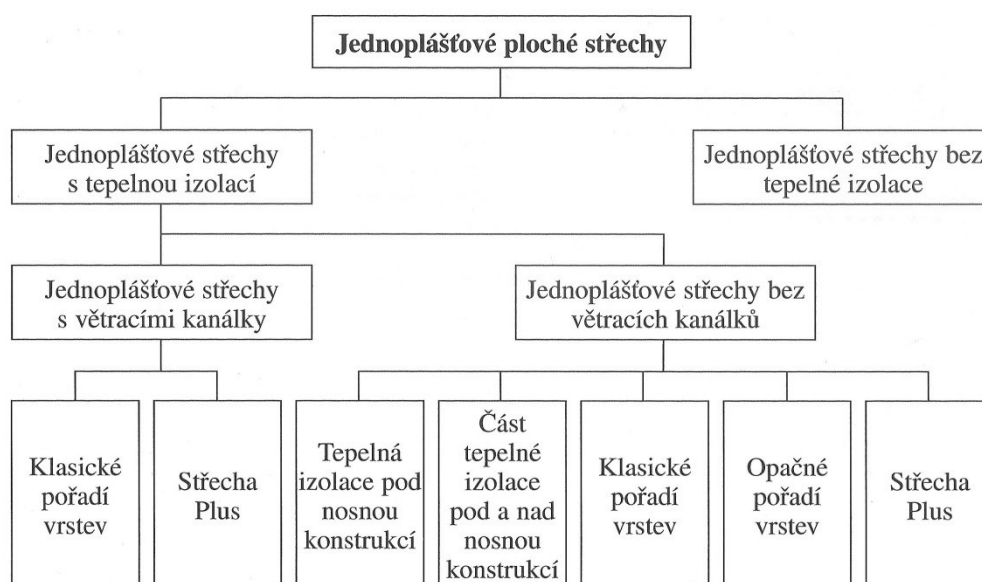 Jednoplášťové ploché střechy
Jednoplášťové střechy
s tepelnou izolací
Jednoplášťové střechy bez
tepelné izolace
Jednoplášťové střechy
s větracími kanálky
Jednoplášťové střechy bez
větracích kanálků
Klasické
pořadí
vrstev
Střecha
Plus
Tepelná
izolace pod
nosnou
konstrukcí
Část
tepelné
izolace
pod a nad
nosnou
konstrukcí
Klasické
pořadí
vrstev
Opačné
pořadí
vrstev
Střecha
Plus